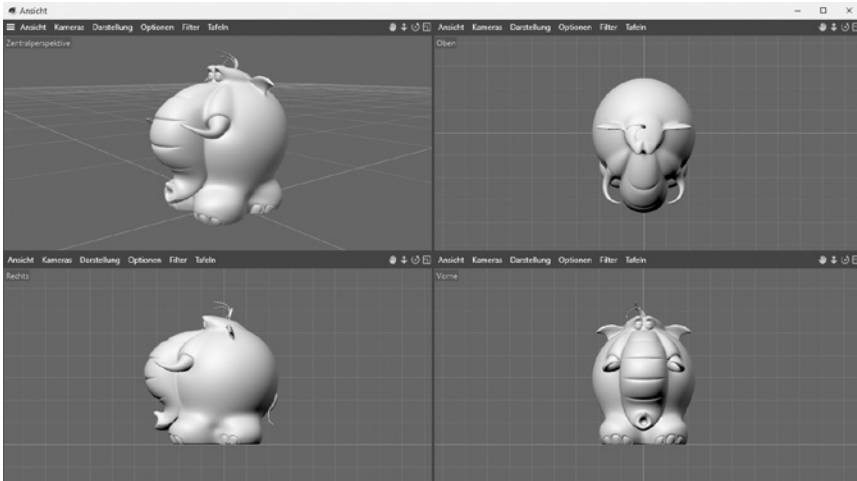 Ansicht
Ansicht Kameras Darstellung Optionen Filter Tafeln
Zentralperspektive
Ansicht Kameras Darstellung Optionen Filter Tafeln
Oben
Ansicht Kameras Darstellung Optionen Filter Tafeln
Rechts
Ansicht Kameras Darstellung Optionen Filter Tafeln
Vorne